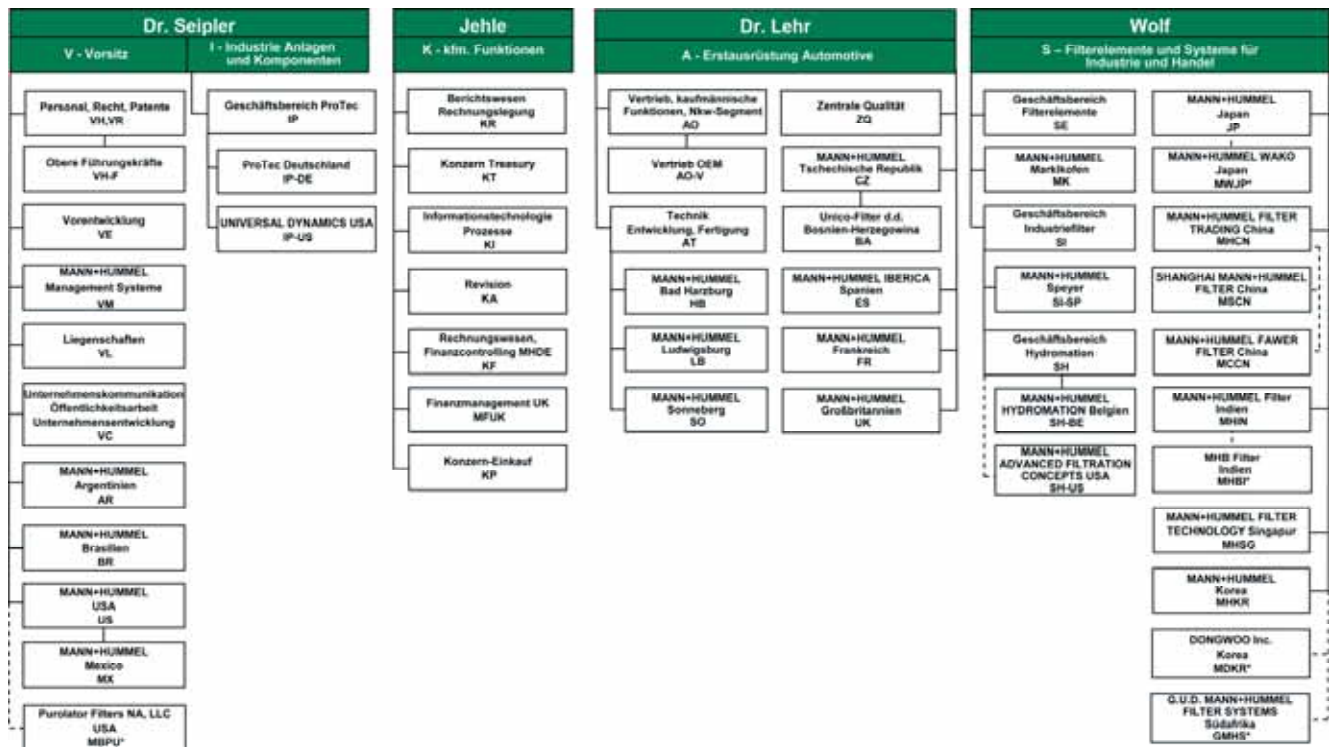 Dr. Seipler
V - Vorsitz
I - Industrie Anlagen
und Komponenten
Personal, Recht, Patente
VH,VR
Obere Führungskräfte
VH-F
Vorentwicklung
VE
MANN+HUMMEL
Management Systeme
VM
Liegenschaften
VL
Unternehmenskommunikation
Öffentlichkeitsarbeit
Unternehmensentwicklung
VC
MANN+HUMMEL
Argentinien
AR
MANN+HUMMEL
Brasilien
BR
MANN+HUMMEL
USA
US
MANN+HUMMEL
Mexico
MX
Purolator Filters NA, LLC
USA
MBPU*
Geschäftsbereich ProTec
IP
ProTec Deutschland
IP-DE
UNIVERSAL DYNAMICS USA
IP-US
Jehle
K - kfm. Funktionen
Berichtswesen
Rechnungslegung
KR
Konzern Treasury
KT
Informationstechnologie
Prozesse
KI
Revision
KA
Rechnungswesen,
Finanzcontrolling MHDE
KF
Finanzmanagement UK
MFUK
Konzern-Einkauf
KP
Dr. Lehr
A - Erstausrüstung Automotive
Vertrieb, kaufmännische
Funktionen, Nkw-Segment
AO
Vertrieb OEM
AO-V
Technik
Entwicklung, Fertigung
AT
MANN+HUMMEL
Bad Harzburg
HB
MANN+HUMMEL
Ludwigsburg
LB
MANN+HUMMEL
Sonneberg
SO
Zentrale Qualität
ZQ
MANN+HUMMEL
Tschechische Republik
CZ
Unico-Filter d.d.
Bosnien-Herzegowina
BA
MANN+HUMMEL IBERICA
Spanien
ES
MANN+HUMMEL
Frankreich
FR
MANN+HUMMEL
Großbritannien
UK
Wolf
S – Filterelemente und Systeme für
Industrie und Handel
Geschäftsbereich
Filterelemente
SE
MANN+HUMMEL
Marklkofen
MK
Geschäftsbereich
Industriefilter
SI
MANN+HUMMEL
Speyer
SI-SP
Geschäftsbereich
Hydromation
SH
MANN+HUMMEL
HYDROMATION Belgien
SH-BE
MANN+HUMMEL
ADVANCED FILTRATION
CONCEPTS USA
SH-US
MANN+HUMMEL
Japan
JP
MANN+HUMMEL WAKO
Japan
MWJP*
MANN+HUMMEL FILTER
TRADING China
MHCN
SHANGHAI MANN+HUMMEL
FILTER China
MSCN
MANN+HUMMEL FAWER
FILTER China
MCCN
MANN+HUMMEL Filter
Indien
MHIN
MHB Filter
Indien
MHBI*
MANN+HUMMEL FILTER
TECHNOLOGY Singapur
MHSG
MANN+HUMMEL
Korea
MHKR
DONGWOO Inc.
Korea
MDKR*
G.U.D. MANN+HUMMEL
FILTER SYSTEMS
Südafrika
GMHS*